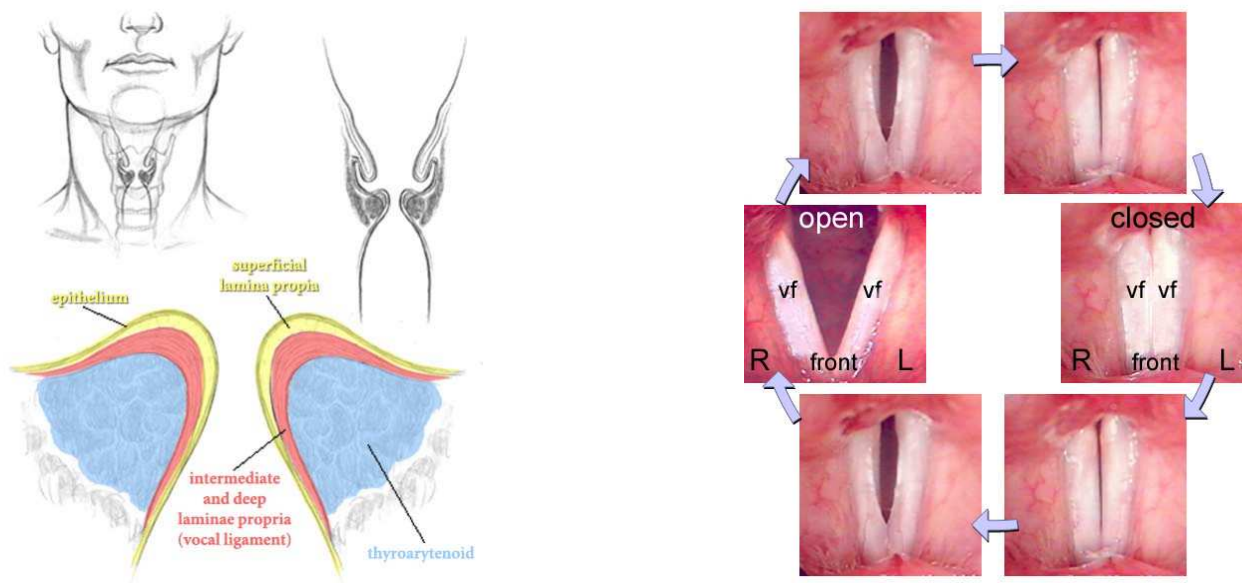 superficial
lamina propia
epithelium
intermediate
and deep
laminae propria
(vocal ligament)
thyroarytenoid
open
vf
vf
R
front
L
closed
vf
vf
R
front
L